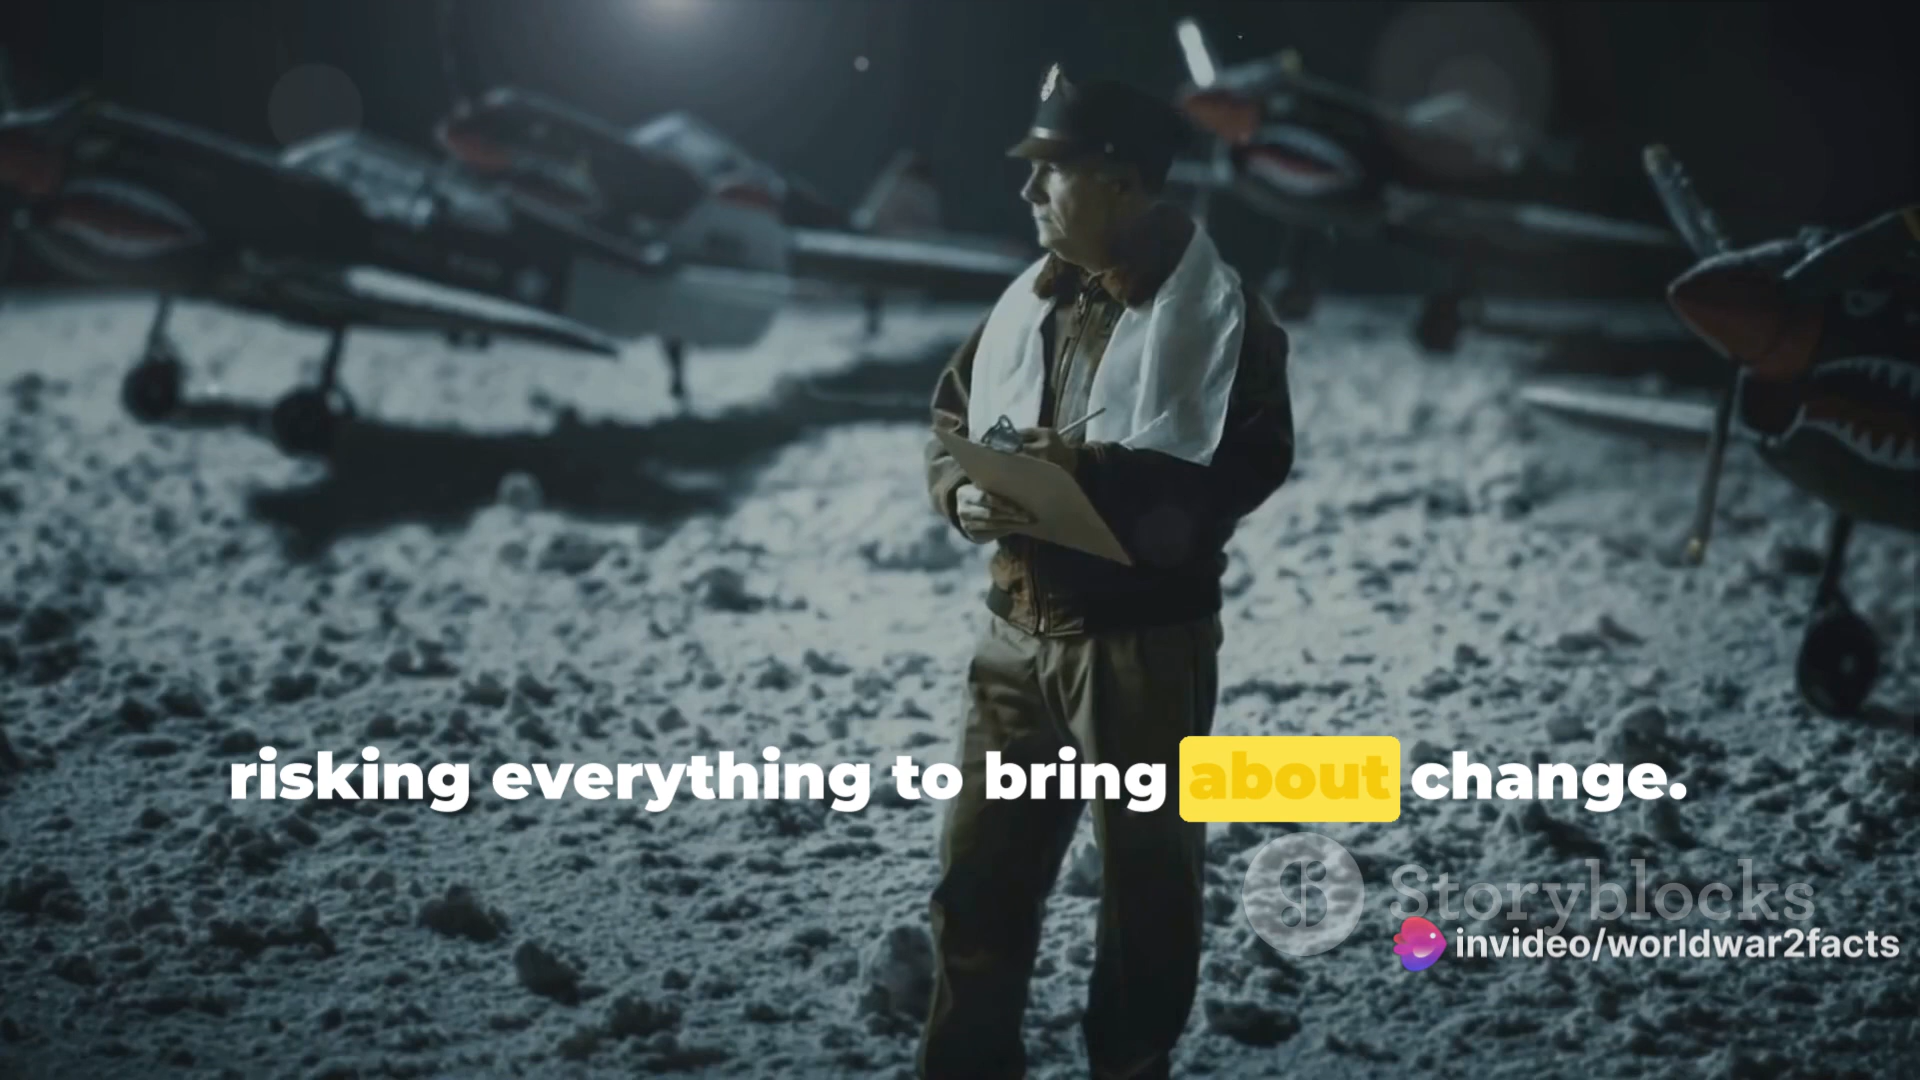 risking everything to bring about change.
Storyblocks
invideo/worldwar2facts